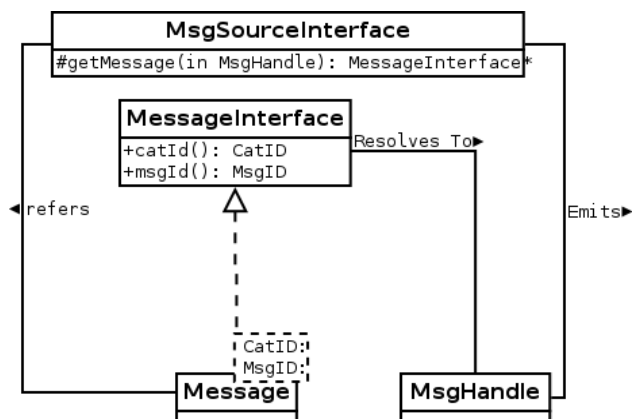 MsgSourceInterface
#getMessage(in MsgHandle): MessageInterface*
MessageInterface
+catId(): CatID
+msgId(): MsgID
Resolves To▶
◀refers
Emits▶
CatID:
MsgID:
Message
MsgHandle